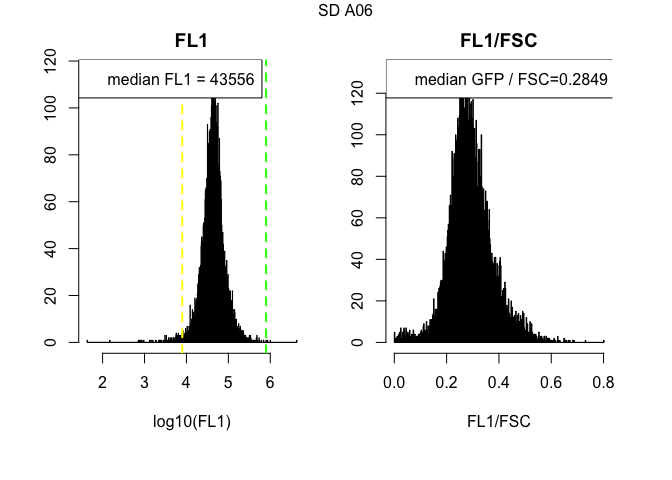 SD A06
FL1
median FL1 = 43556
0 20 40 60 80 100 120
2 3 4 5 6
log10(FL1)
FL1/FSC
median GFP / FSC=0.2849
0 20 40 60 80 100 120
0.0 0.2 0.4 0.6 0.8
FL1/FSC